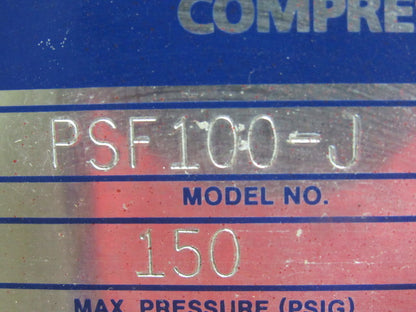 COMPRE
PSF100-J
MODEL NO.
150
MAX. PRESSURE (PSIG)